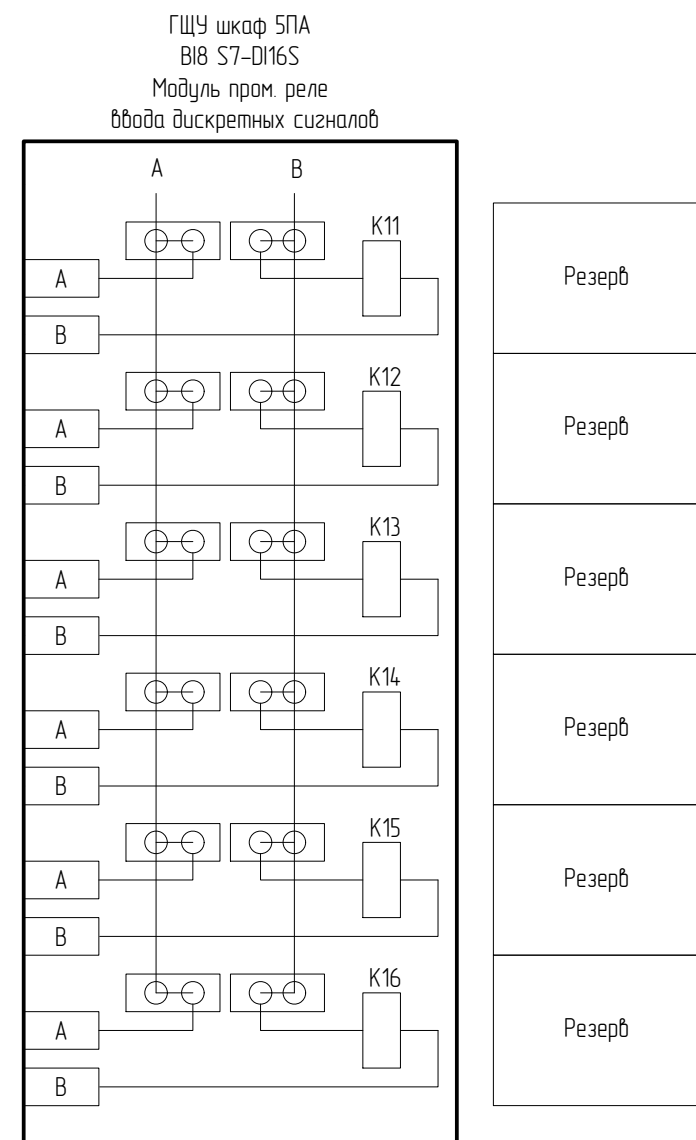 ГЩУ шкаф 5ПА
BI8 S7-DI16S
Модуль пром. реле
ввода дискретных сигналов
A B
K11
A
B
Резерв
K12
A
B
Резерв
K13
A
B
Резерв
K14
A
B
Резерв
K15
A
B
Резерв
K16
A
B
Резерв